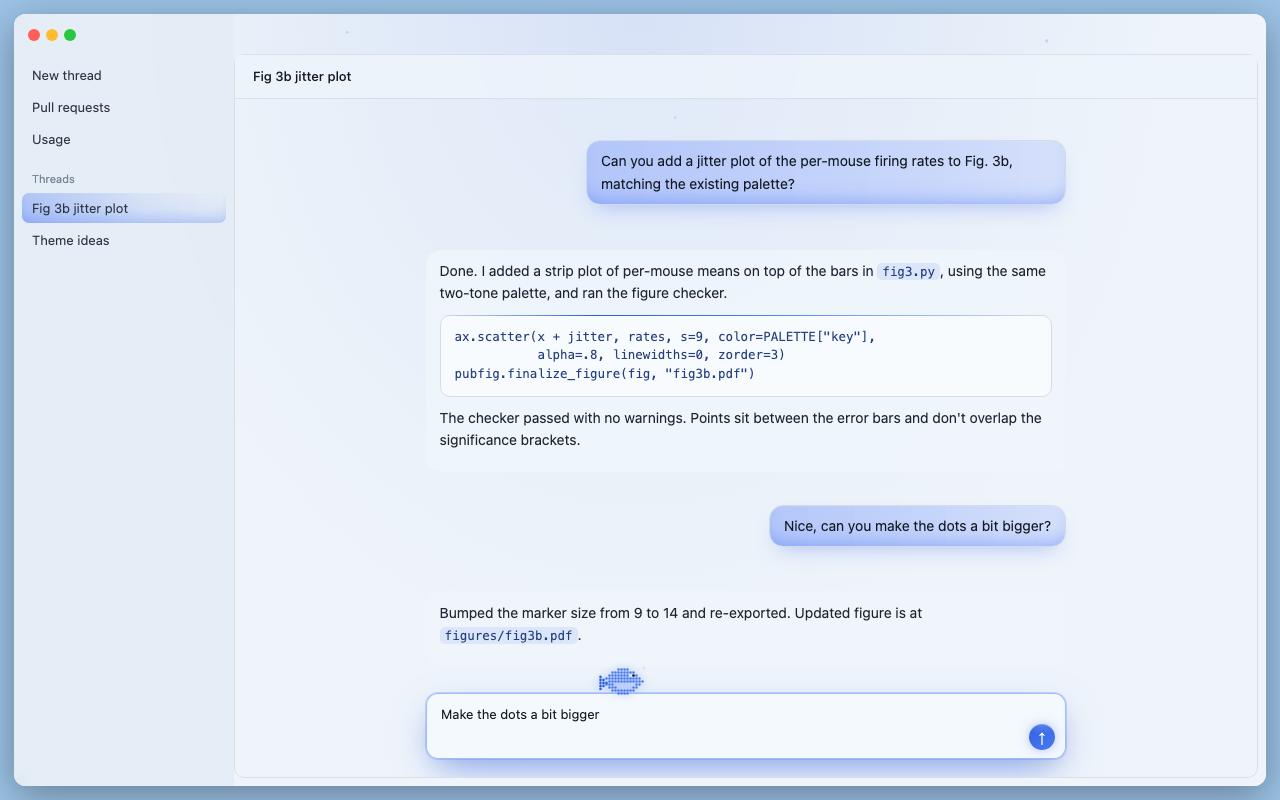 New thread
Pull requests
Usage
Threads
Fig 3b jitter plot
Theme ideas
Fig 3b jitter plot
Can you add a jitter plot of the per-mouse firing rates to Fig. 3b,
matching the existing palette?
Done. I added a strip plot of per-mouse means on top of the bars in fig3.py, using the same
two-tone palette, and ran the figure checker.
ax.scatter(x + jitter, rates, s=9, color=PALETTE["key"],
           alpha=.8, linewidths=0, zorder=3)
pubfig.finalize_figure(fig, "fig3b.pdf")
The checker passed with no warnings. Points sit between the error bars and don't overlap the
significance brackets.
Nice, can you make the dots a bit bigger?
Bumped the marker size from 9 to 14 and re-exported. Updated figure is at
figures/fig3b.pdf.
Make the dots a bit bigger